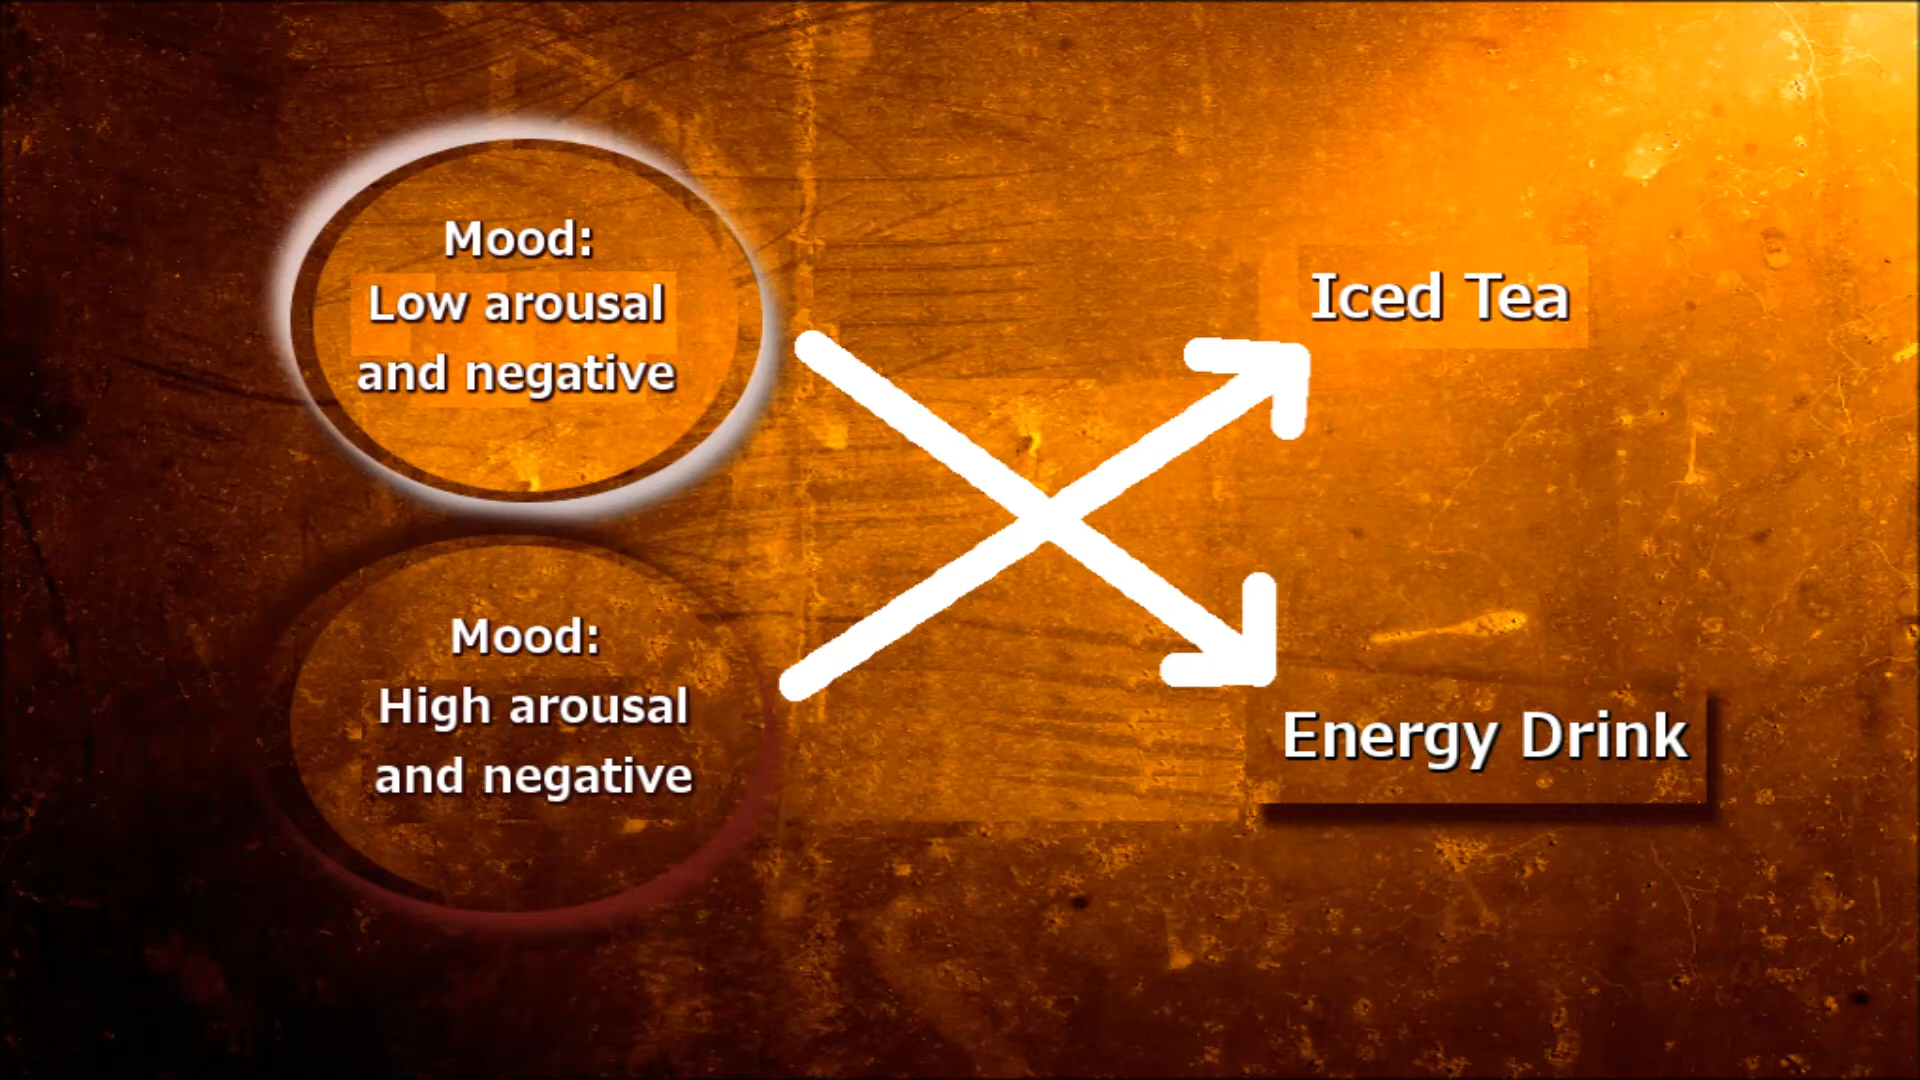 Mood:
Low arousal
and negative
Iced Tea
Mood:
High arousal
and negative
Energy Drink